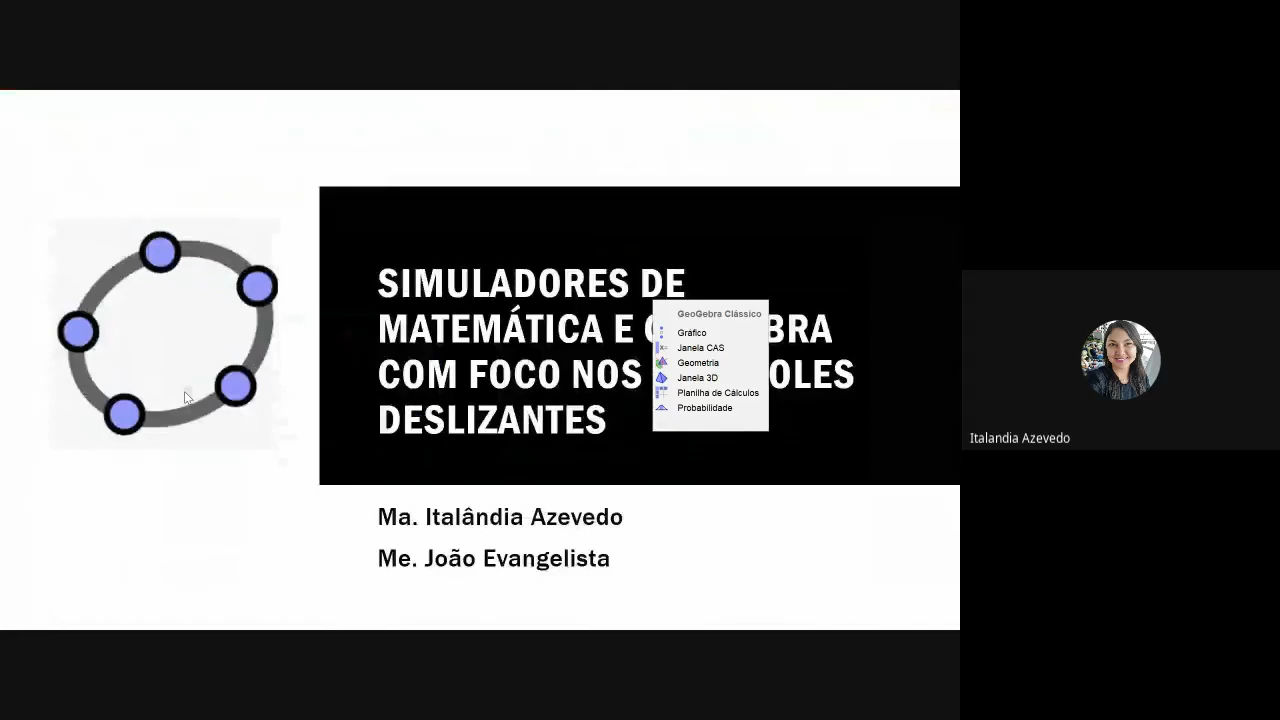 SIMULADORES DE
MATEMÁTICA E
COM FOCO NOS
DESLIZANTES
GeoGebra Clássico
Gráfico
Janela CAS
Geometria
Janela 3D
Planilha de Cálculos
Probabilidade
Ma. Italândia Azevedo
Me. João Evangelista
Italandia Azevedo